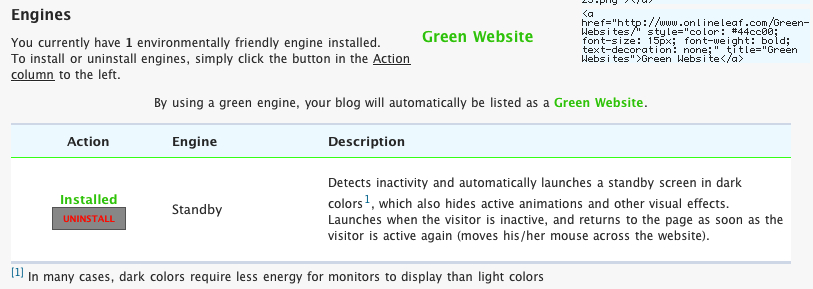 Engines
You currently have 1 environmentally friendly engine installed.
To install or uninstall engines, simply click the button in the Action
column to the left.
Green Website
25.png"></a>
<a
href="http://www.onlineleaf.com/Green-
Websites/" style="color: #44cc00;
font-size: 15px; font-weight: bold;
text-decoration: none;" title="Green
Websites">Green Website</a>
By using a green engine, your blog will automatically be listed as a Green Website.
Action Engine Description
Installed
UNINSTALL
Standby
Detects inactivity and automatically launches a standby screen in dark
colors1, which also hides active animations and other visual effects.
Launches when the visitor is inactive, and returns to the page as soon as the
visitor is active again (moves his/her mouse across the website).
[1] In many cases, dark colors require less energy for monitors to display than light colors